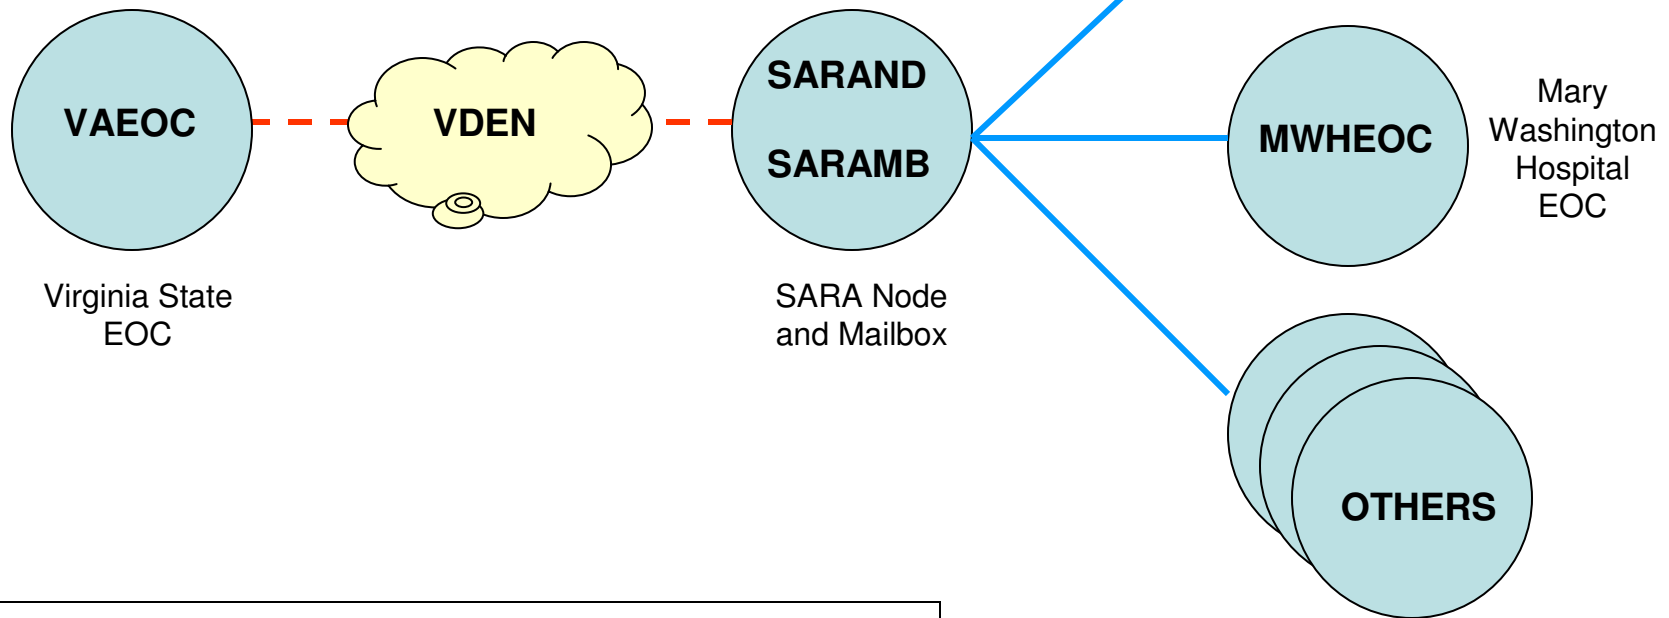 VAEOC
Virginia State
EOC
VDEN
SARAND
SARAMB
SARA Node
and Mailbox
MWHEOC
Mary
Washington
Hospital
EOC
OTHERS